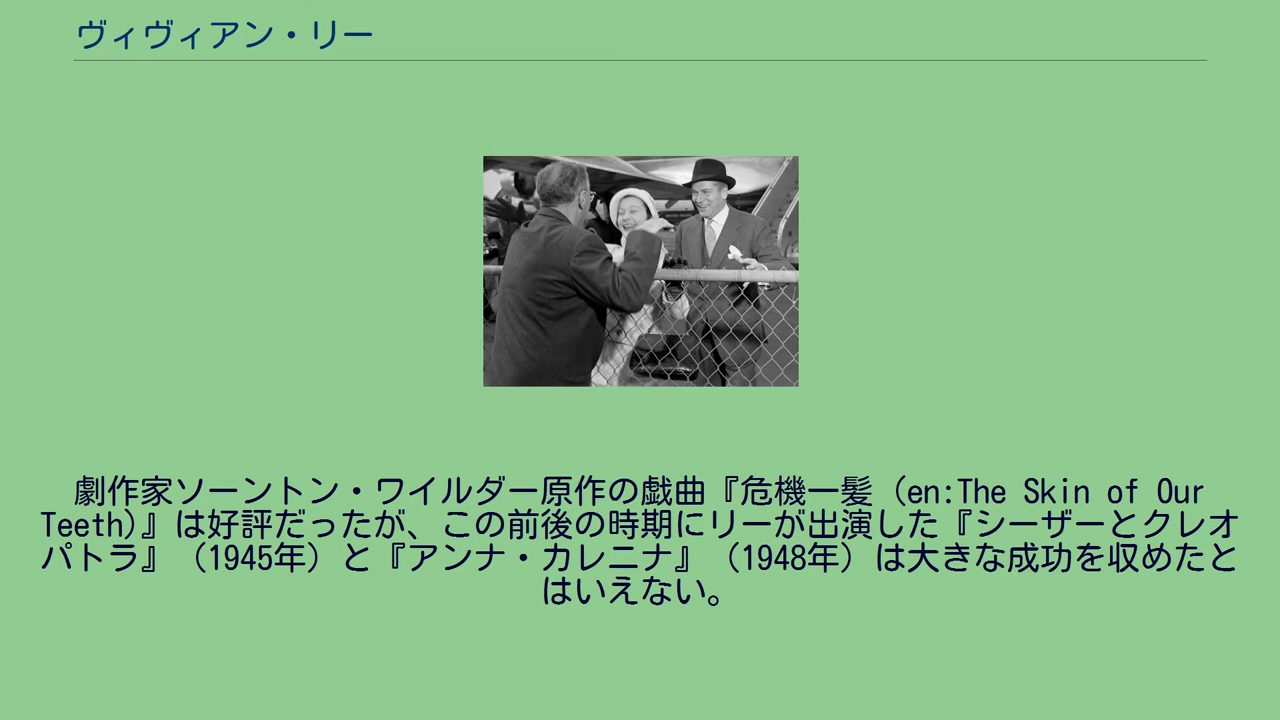 ヴィヴィアン・リー
劇作家ソーントン・ワイルダー原作の戯曲『危機一髪（en:The Skin of Our
Teeth)』は好評だったが、この前後の時期にリーが出演した『シーザーとクレオ
パトラ』（1945年）と『アンナ・カレニナ』（1948年）は大きな成功を収めたと
はいえない。